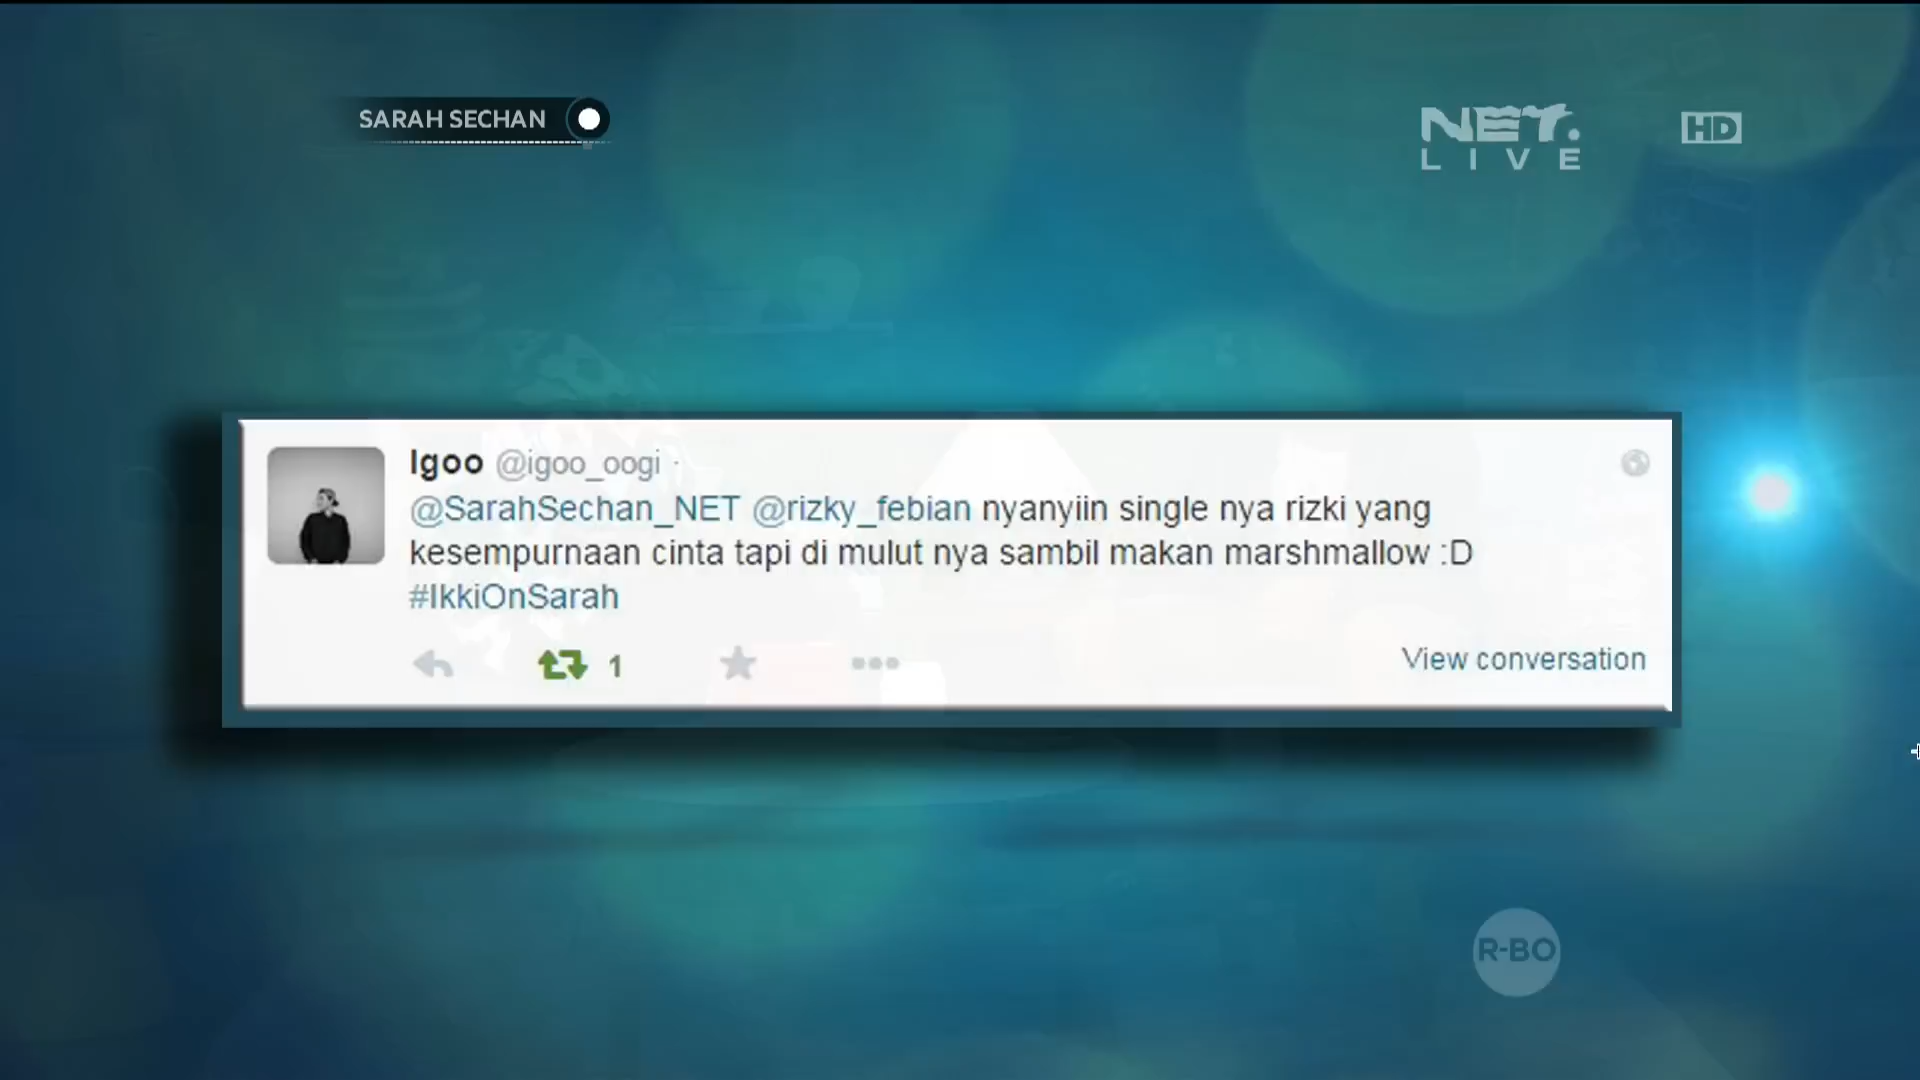 SARAH SECHAN
NET.
LIVE
HD
Igoo @igoo_oogi ·
@SarahSechan_NET @rizky_febian nyanyiin single nya rizki yang
kesempurnaan cinta tapi di mulut nya sambil makan marshmallow :D
#IkkiOnSarah
1
View conversation
R-BO